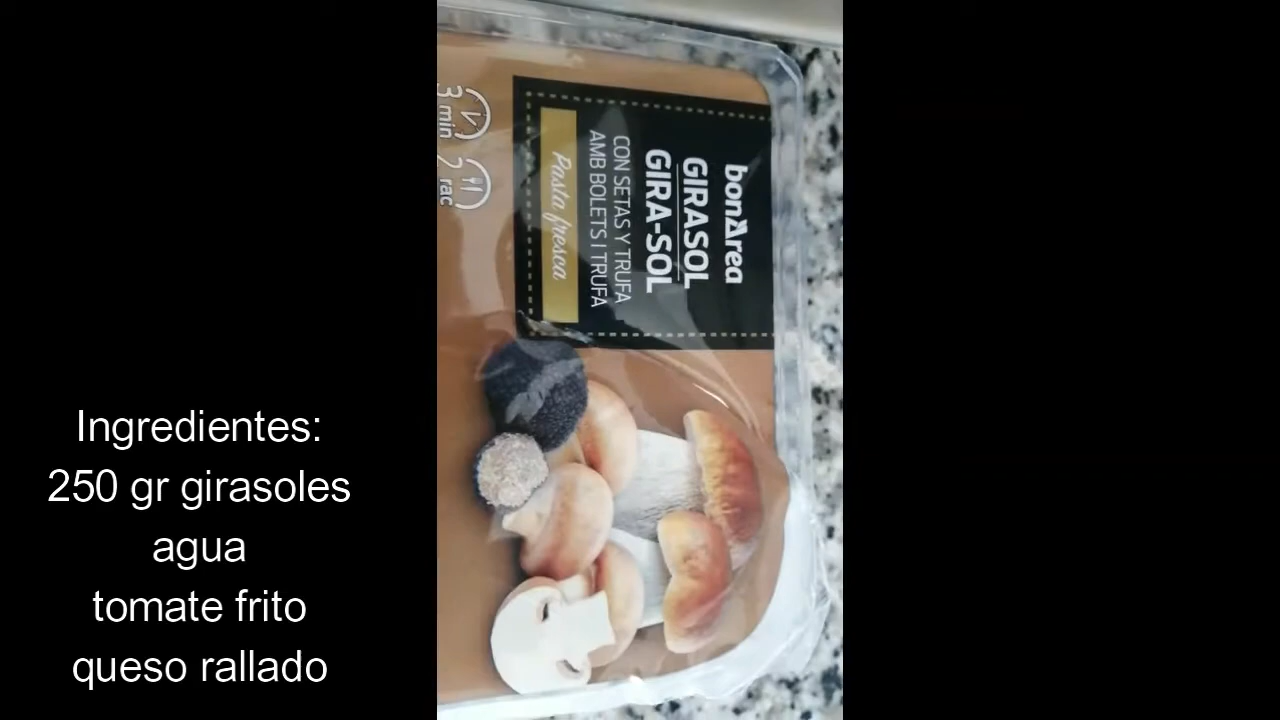 Ingredientes:
250 gr girasoles
agua
tomate frito
queso rallado
bonÀrea
GIRASOL
GIRA-SOL
CON SETAS Y TRUFA
AMB BOLETS I TRUFA
Pasta fresca
3 min
2 rac